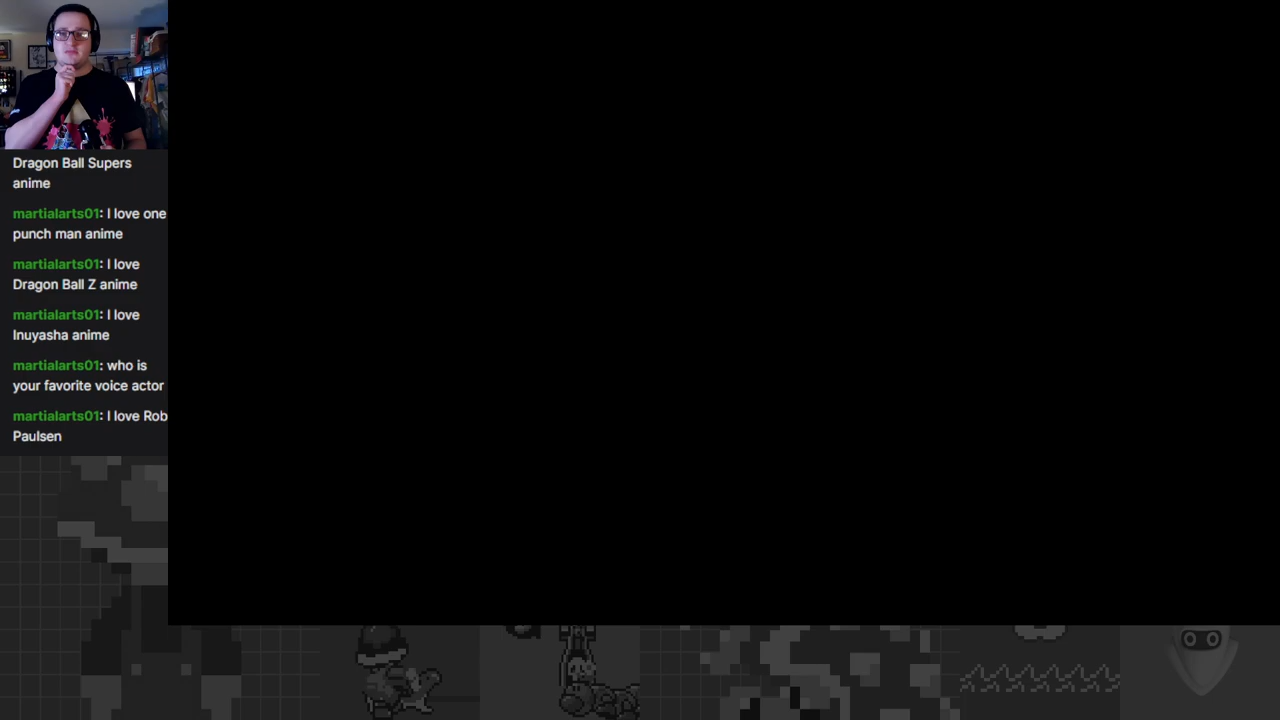 Dragon Ball Supers
anime
martialarts01: I love one
punch man anime
martialarts01: I love
Dragon Ball Z anime
martialarts01: I love
Inuyasha anime
martialarts01: who is
your favorite voice actor
martialarts01: I love Rob
Paulsen